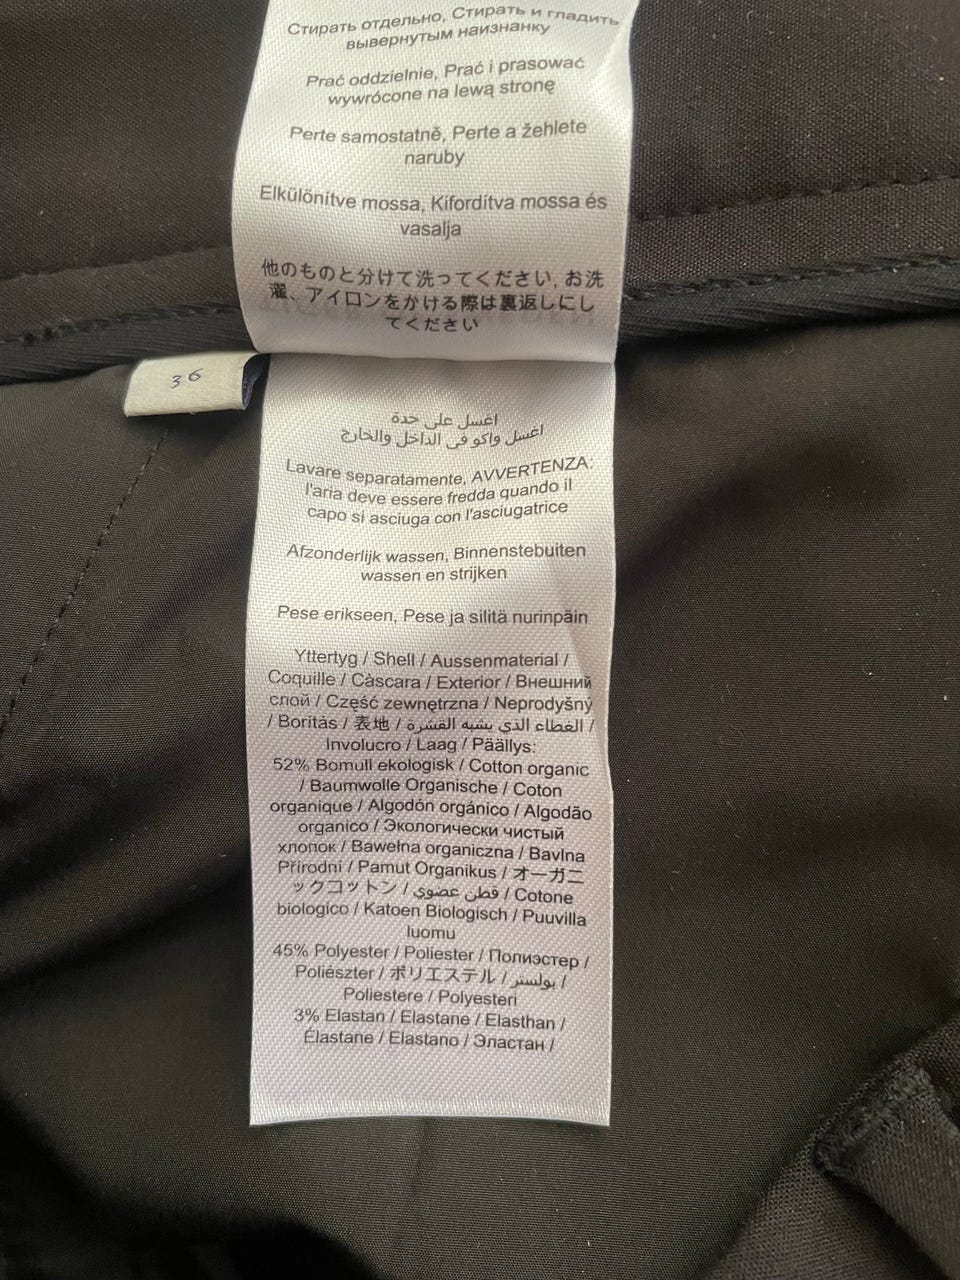 Стирать отдельно, Стирать и гладить
вывернутым наизнанку
Prać oddzielnie, Prać i prasować
wywrócone na lewą stronę
Perte samostatně, Perte a žehlete
naruby
Elkülönítve mossa, Kifordítva mossa és
vasalja
他のものと分けて洗ってください, お洗
濯、アイロンをかける際は裏返しにし
てください
36
اغسل على حدة
اغسل واكو في الداخل والخارج
Lavare separatamente, AVVERTENZA:
l'aria deve essere fredda quando il
capo si asciuga con l'asciugatrice
Afzonderlijk wassen, Binnenstebuiten
wassen en strijken
Pese erikseen, Pese ja silitä nurinpäin
Yttertyg / Shell / Aussenmaterial /
Coquille / Càscara / Exterior / Внешний
слой / Część zewnętrzna / Neprodyšný
/ Borítás / 表地 / الغطاء الذي يشبه القشرة /
Involucro / Laag / Päällys:
52% Bomull ekologisk / Cotton organic
/ Baumwolle Organische / Coton
organique / Algodón orgánico / Algodão
organico / Экологически чистый
хлопок / Bawełna organiczna / Bavlna
Přírodní / Pamut Organikus / オーガニ
ックコットン / قطن عضوي / Cotone
biologico / Katoen Biologisch / Puuvilla
luomu
45% Polyester / Poliester / Полиэстер /
Poliészter / ポリエステル / بولستر /
Poliestere / Polyesteri
3% Elastan / Elastane / Elasthan /
Élastane / Elastano / Эластан /